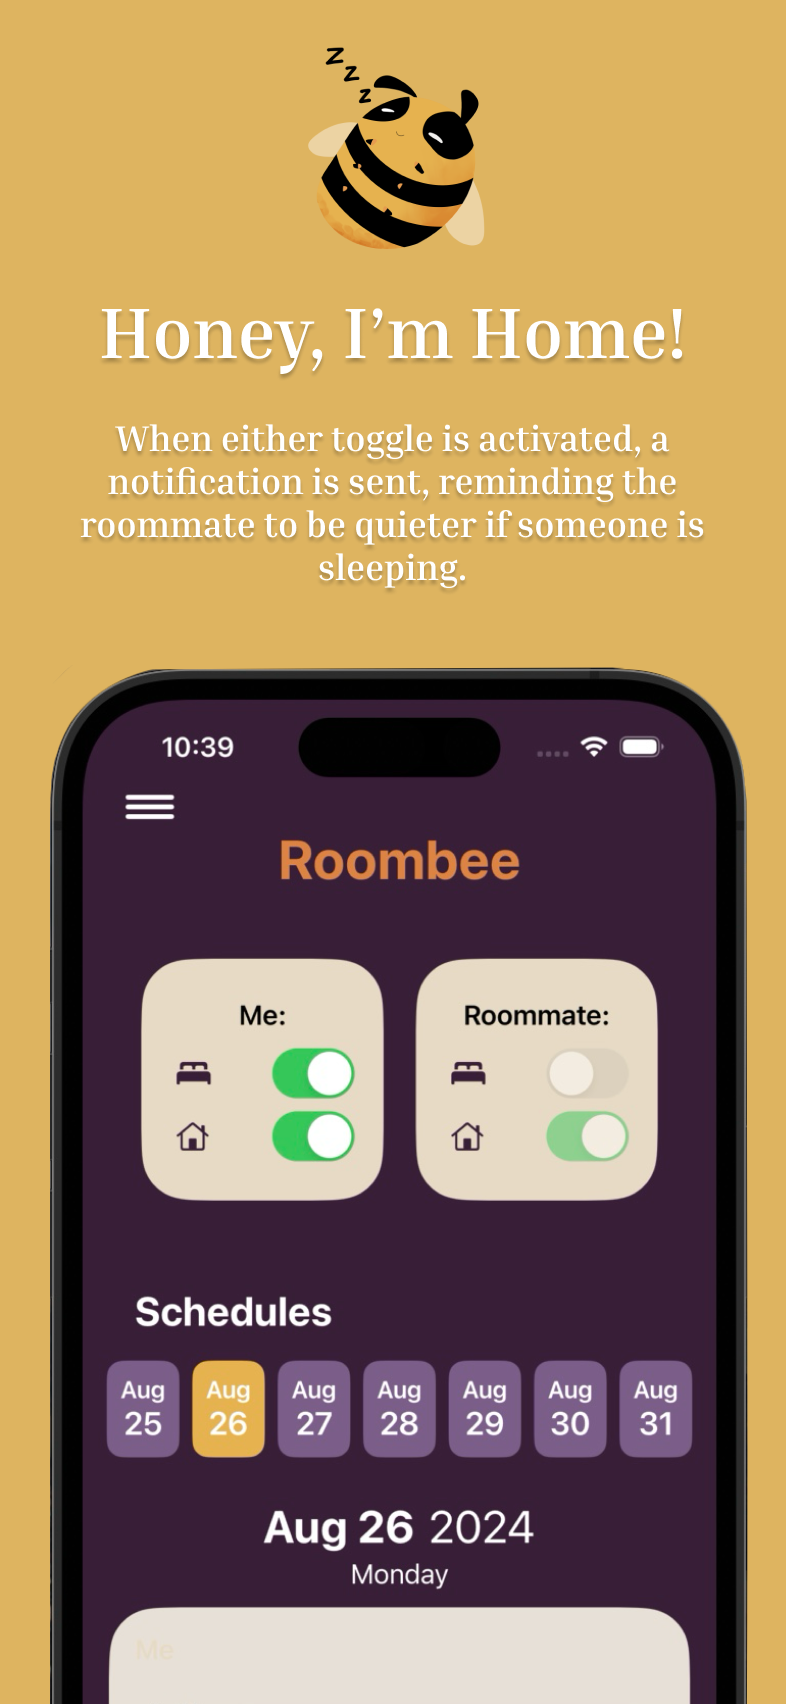 z
z
z
Honey, I’m Home!
When either toggle is activated, a
notification is sent, reminding the
roommate to be quieter if someone is
sleeping.
10:39
Roombee
Me: Roommate:
Schedules
Aug Aug Aug Aug Aug Aug Aug
25 26 27 28 29 30 31
Aug 26 2024
Monday
Me